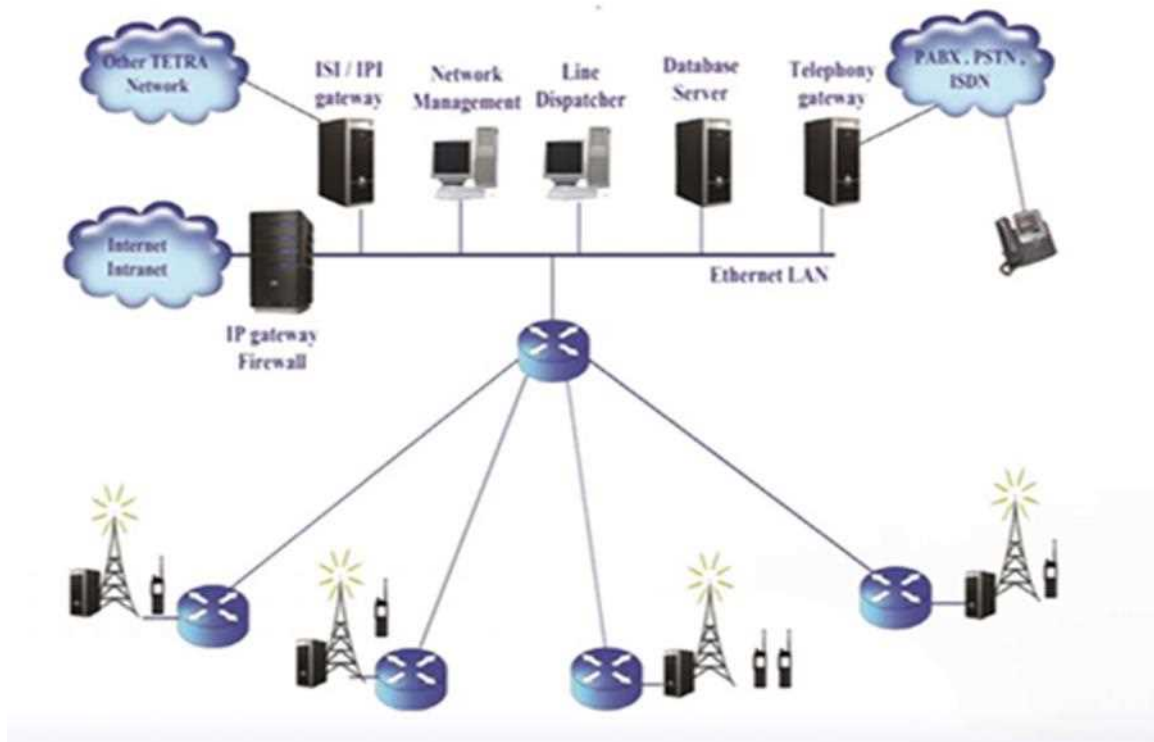 Other TETRA
Network
ISI / IPI
gateway
Network
Management
Line
Dispatcher
Database
Server
Telephony
gateway
PABX , PSTN ,
ISDN
Internet
Intranet
Ethernet LAN
IP gateway
Firewall